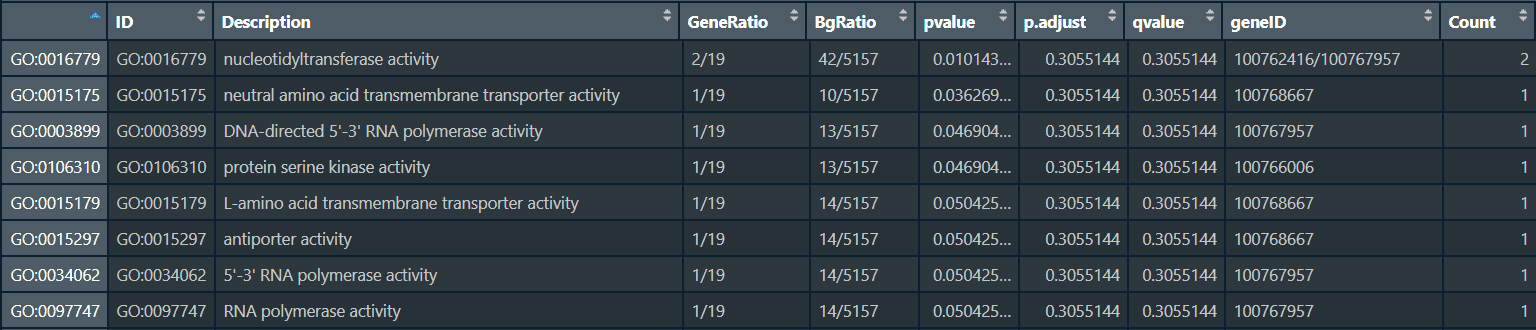 ID Description GeneRatio BgRatio pvalue p.adjust qvalue geneID Count
GO:0016779 GO:0016779 nucleotidyltransferase activity 2/19 42/5157 0.010143... 0.3055144 0.3055144 100762416/100767957 2
GO:0015175 GO:0015175 neutral amino acid transmembrane transporter activity 1/19 10/5157 0.036269... 0.3055144 0.3055144 100768667 1
GO:0003899 GO:0003899 DNA-directed 5'-3' RNA polymerase activity 1/19 13/5157 0.046904... 0.3055144 0.3055144 100767957 1
GO:0106310 GO:0106310 protein serine kinase activity 1/19 13/5157 0.046904... 0.3055144 0.3055144 100766006 1
GO:0015179 GO:0015179 L-amino acid transmembrane transporter activity 1/19 14/5157 0.050425... 0.3055144 0.3055144 100768667 1
GO:0015297 GO:0015297 antiporter activity 1/19 14/5157 0.050425... 0.3055144 0.3055144 100768667 1
GO:0034062 GO:0034062 5'-3' RNA polymerase activity 1/19 14/5157 0.050425... 0.3055144 0.3055144 100767957 1
GO:0097747 GO:0097747 RNA polymerase activity 1/19 14/5157 0.050425... 0.3055144 0.3055144 100767957 1